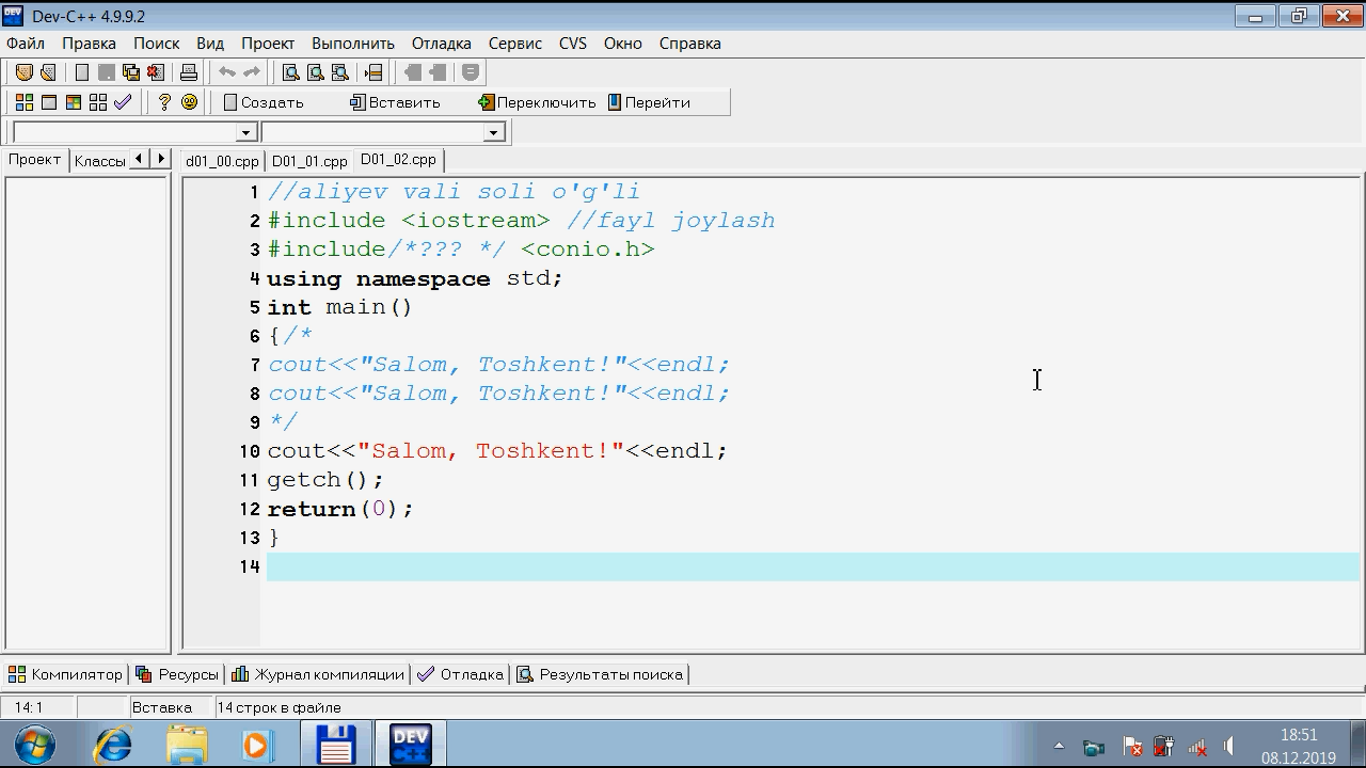 Dev-C++ 4.9.9.2
Файл Правка Поиск Вид Проект Выполнить Отладка Сервис CVS Окно Справка
Создать Вставить Переключить Перейти
Проект Классы d01_00.cpp D01_01.cpp D01_02.cpp
1 //aliyev vali soli o'g'li
2 #include <iostream> //fayl joylash
3 #include/*??? */ <conio.h>
4 using namespace std;
5 int main()
6 {/*
7 cout<<"Salom, Toshkent!"<<endl;
8 cout<<"Salom, Toshkent!"<<endl;
9 */
10 cout<<"Salom, Toshkent!"<<endl;
11 getch();
12 return(0);
13 }
14
Компилятор Ресурсы Журнал компиляции Отладка Результаты поиска
14: 1 Вставка 14 строк в файле
DEV C++ 18:51
08.12.2019